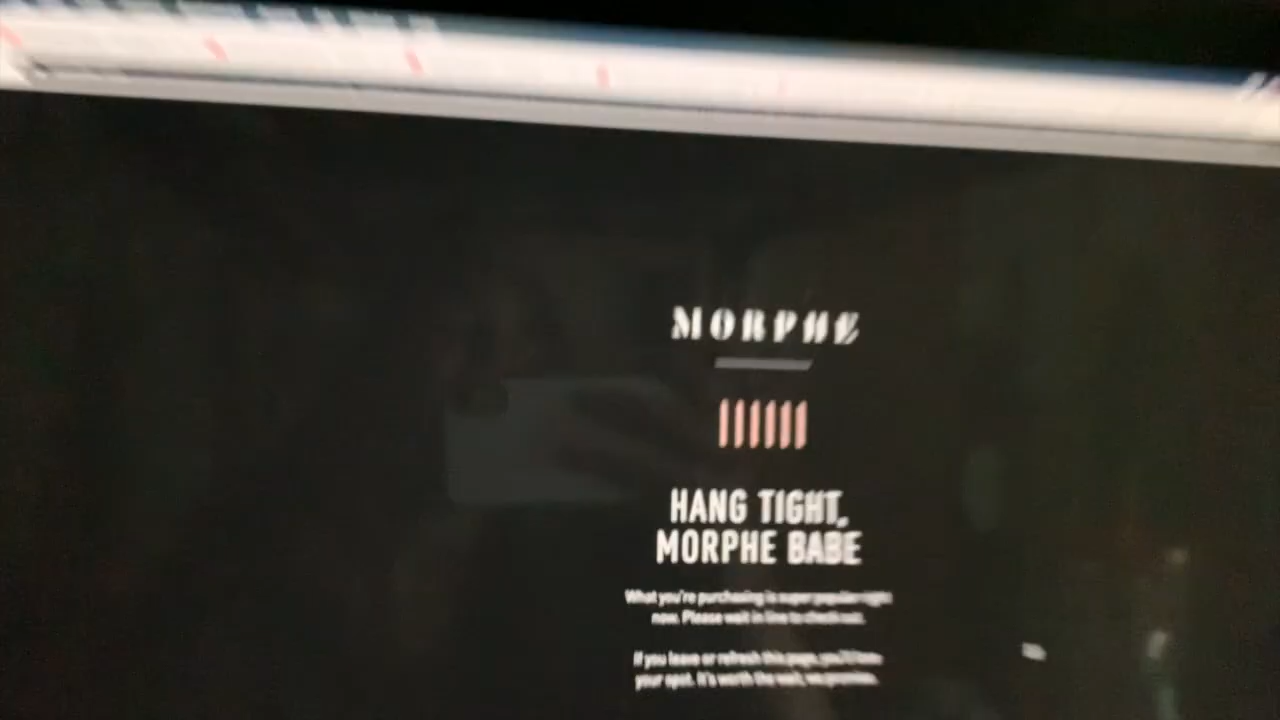 MORPHE
HANG TIGHT,
MORPHE BABE
What you're purchasing is super popular right
now. Please wait in line to check out.
If you leave or refresh this page, you'll lose
your spot. It's worth the wait, we promise.